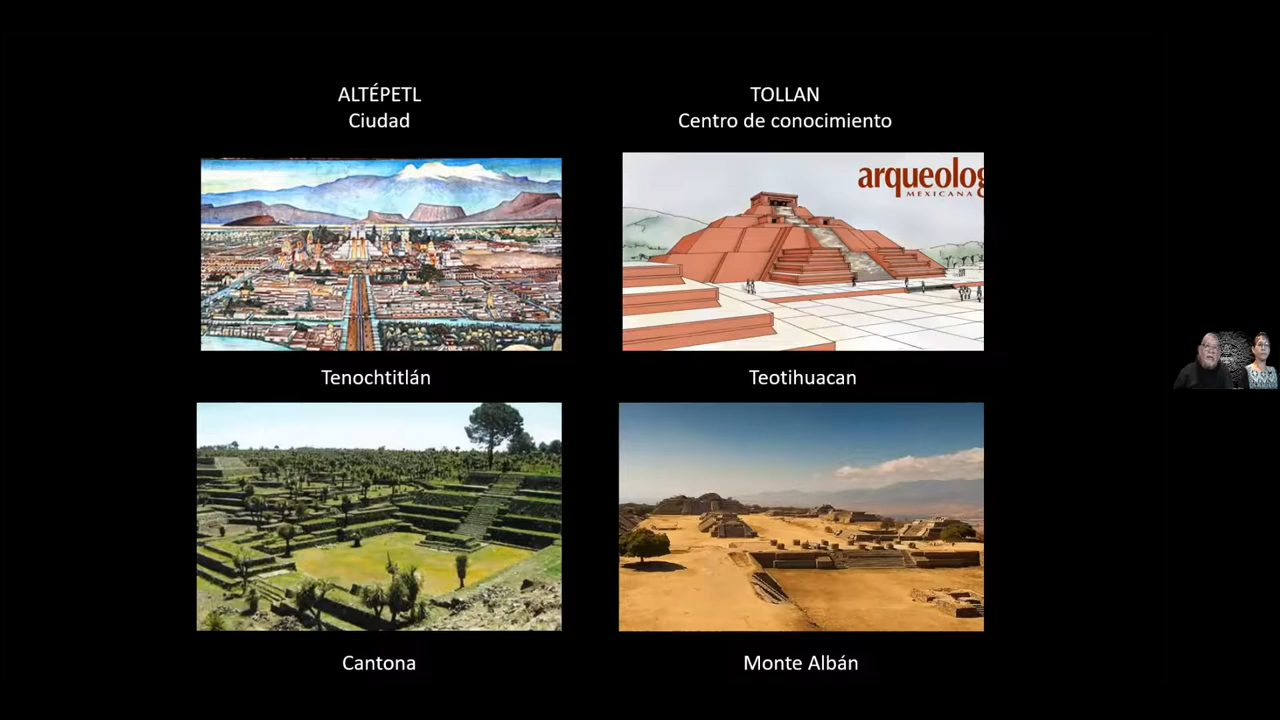 ALTÉPETL
Ciudad
TOLLAN
Centro de conocimiento
arqueolog
MEXICANA
Tenochtitlán
Teotihuacan
Cantona
Monte Albán